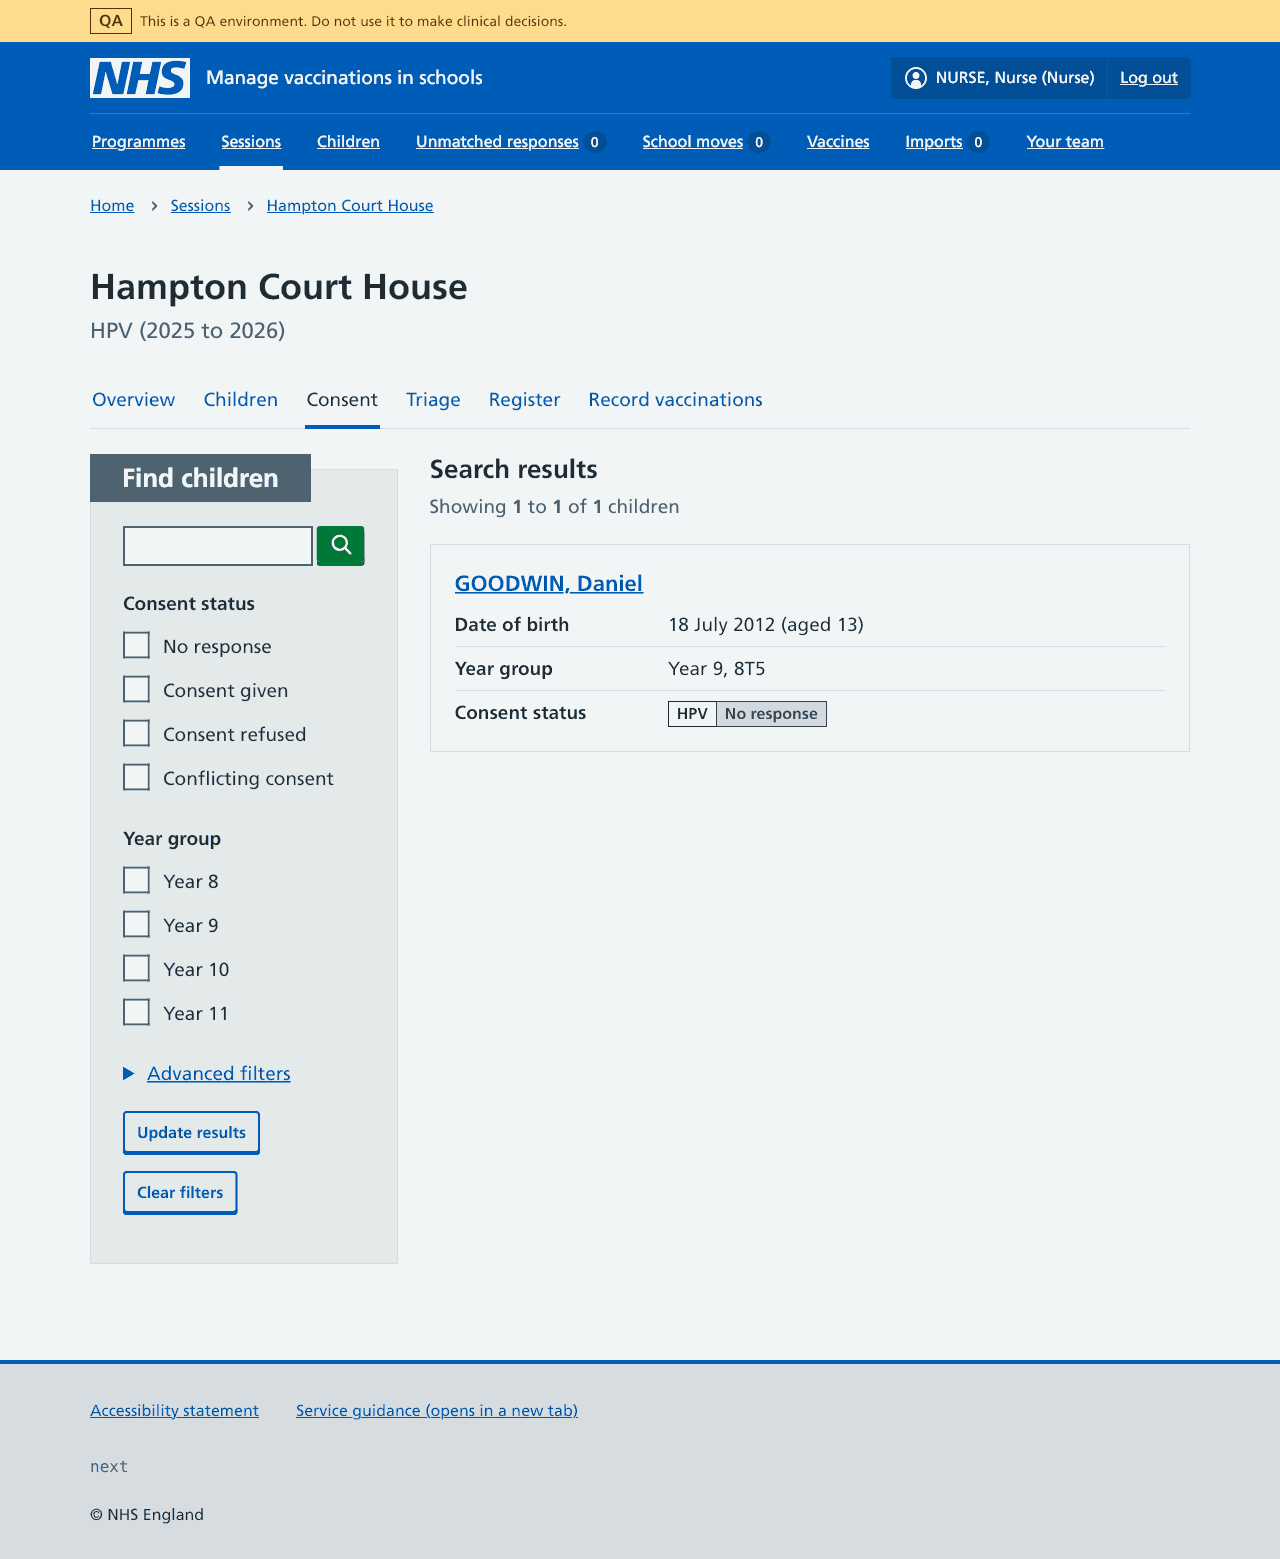 QA This is a QA environment. Do not use it to make clinical decisions.
NHS Manage vaccinations in schools NURSE, Nurse (Nurse) Log out
Programmes Sessions Children Unmatched responses 0 School moves 0 Vaccines Imports 0 Your team
Home Sessions Hampton Court House
Hampton Court House
HPV (2025 to 2026)
Overview Children Consent Triage Register Record vaccinations
Find children
Consent status
No response
Consent given
Consent refused
Conflicting consent
Year group
Year 8
Year 9
Year 10
Year 11
Advanced filters
Update results
Clear filters
Search results
Showing 1 to 1 of 1 children
GOODWIN, Daniel
Date of birth 18 July 2012 (aged 13)
Year group Year 9, 8T5
Consent status HPV No response
Accessibility statement Service guidance (opens in a new tab)
next
© NHS England